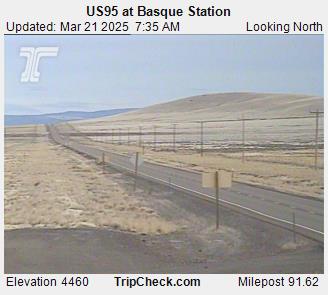 US95 at Basque Station
Updated: Mar 21 2025 7:35 AM Looking North
Elevation 4460 TripCheck.com Milepost 91.62